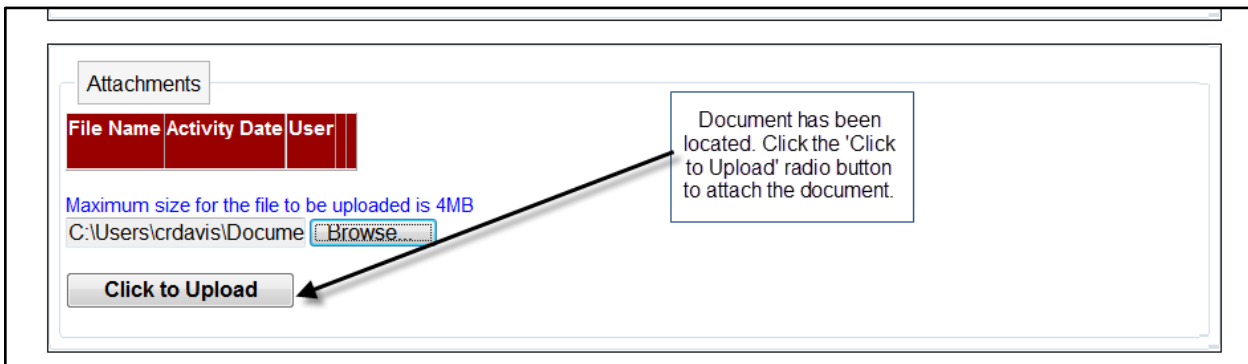 Attachments
File Name Activity Date User
Document has been
located. Click the 'Click
to Upload' radio button
to attach the document.
Maximum size for the file to be uploaded is 4MB
C:\Users\crdavis\Docume Browse...
Click to Upload